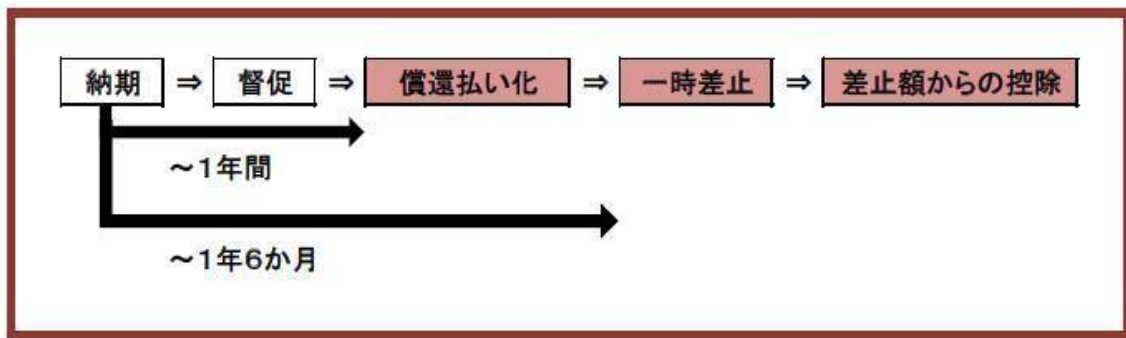 納期 ⇒ 督促 ⇒ 償還払い化 ⇒ 一時差止 ⇒ 差止額からの控除
～1年間
～1年6か月